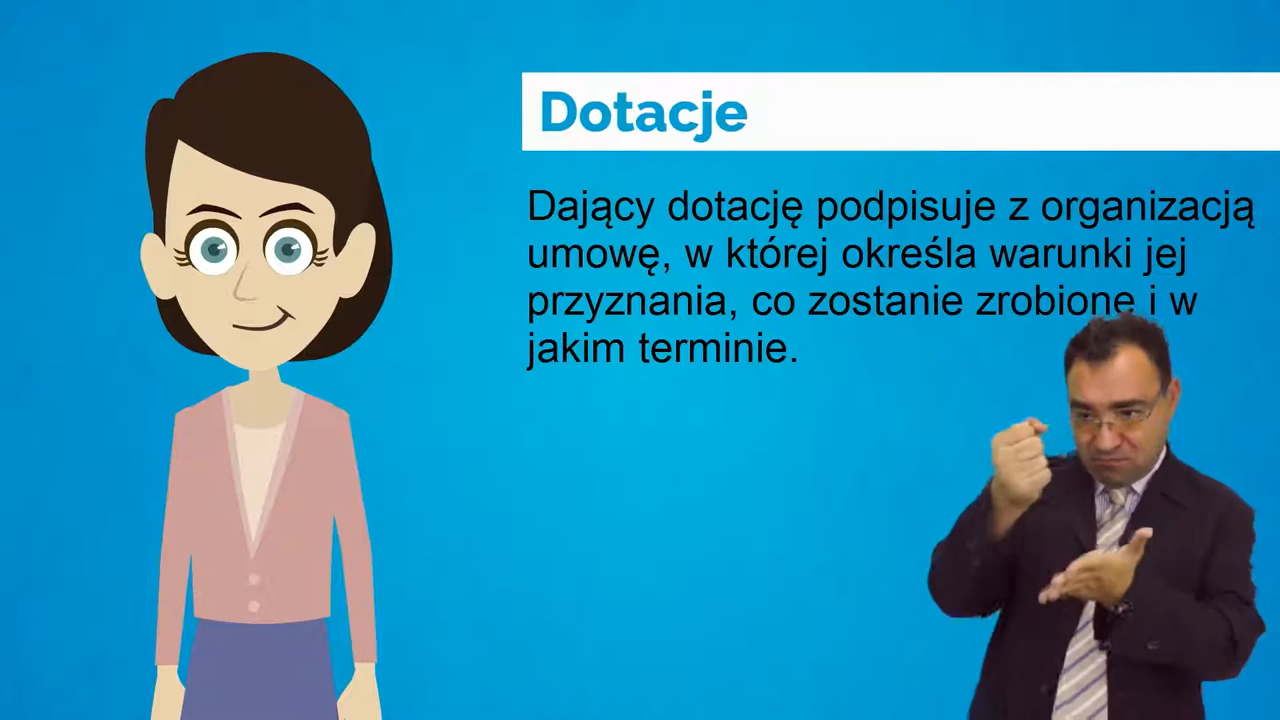 Dotacje
Dający dotację podpisuje z organizacją
umowę, w której określa warunki jej
przyznania, co zostanie zrobione i w
jakim terminie.